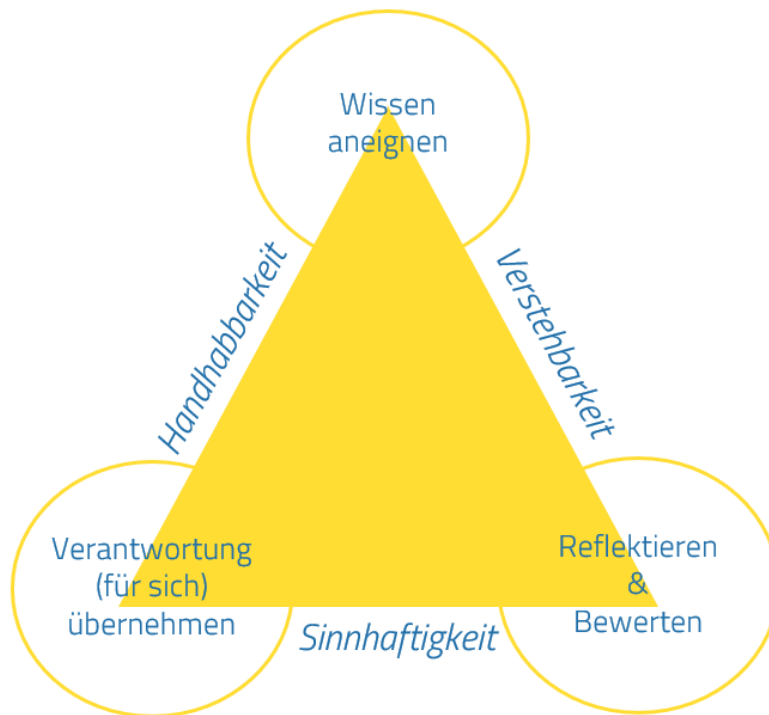 Wissen
aneignen
Handhabbarkeit
Verstehbarkeit
Verantwortung
(für sich)
übernehmen
Reflektieren
&
Bewerten
Sinnhaftigkeit